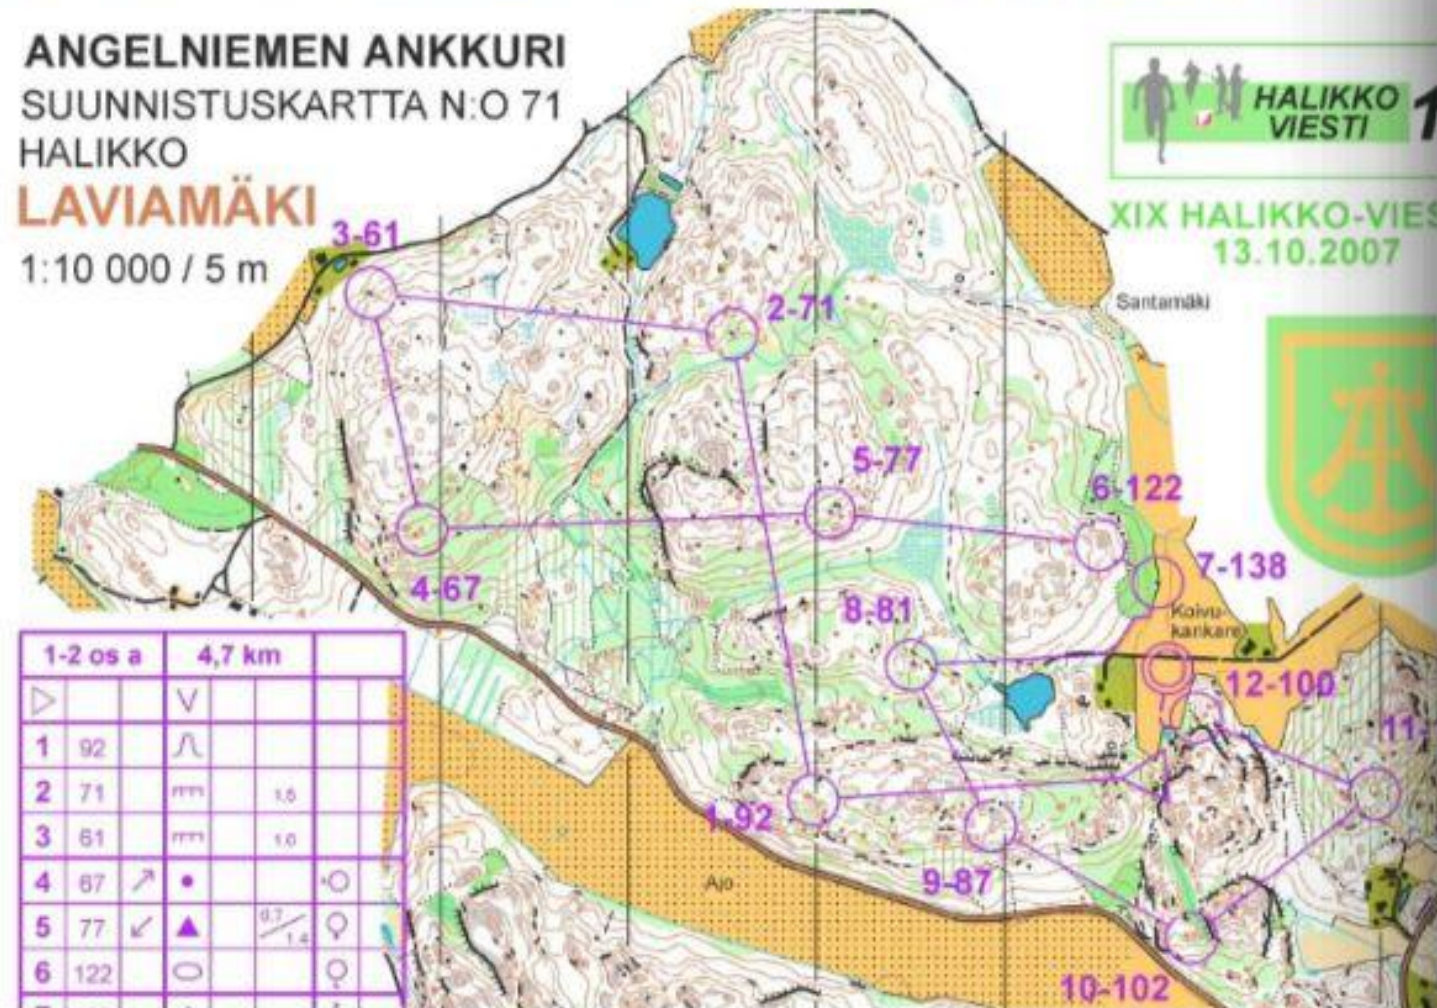 ANGELNIEMEN ANKKURI
SUUNNISTUSKARTTA N:O 71
HALIKKO
LAVIAMÄKI
1:10 000 / 5 m
HALIKKO
VIESTI
XIX HALIKKO-VIES
13.10.2007
3-61
2-71
Santamäki
5-77
6-122
4-67
7-138
8-81
Koivu-
kankare
12-100
11-
1-92
9-87
Ajo
10-102
1-2 os a 4,7 km
1 92
2 71 1,5
3 61 1,0
4 67
5 77 0,7 1,4
6 122